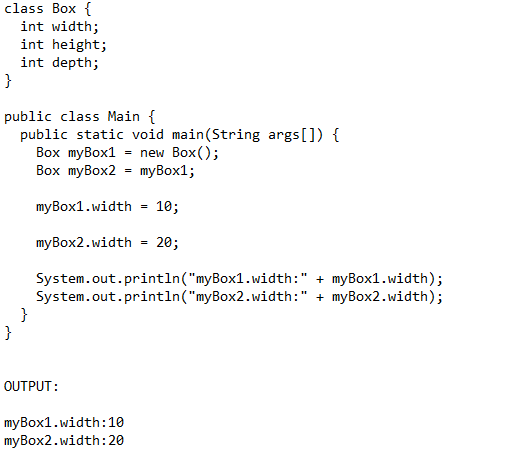 class Box {
  int width;
  int height;
  int depth;
}

public class Main {
  public static void main(String args[]) {
    Box myBox1 = new Box();
    Box myBox2 = myBox1;

    myBox1.width = 10;

    myBox2.width = 20;

    System.out.println("myBox1.width:" + myBox1.width);
    System.out.println("myBox2.width:" + myBox2.width);
  }
}

OUTPUT:

myBox1.width:10
myBox2.width:20